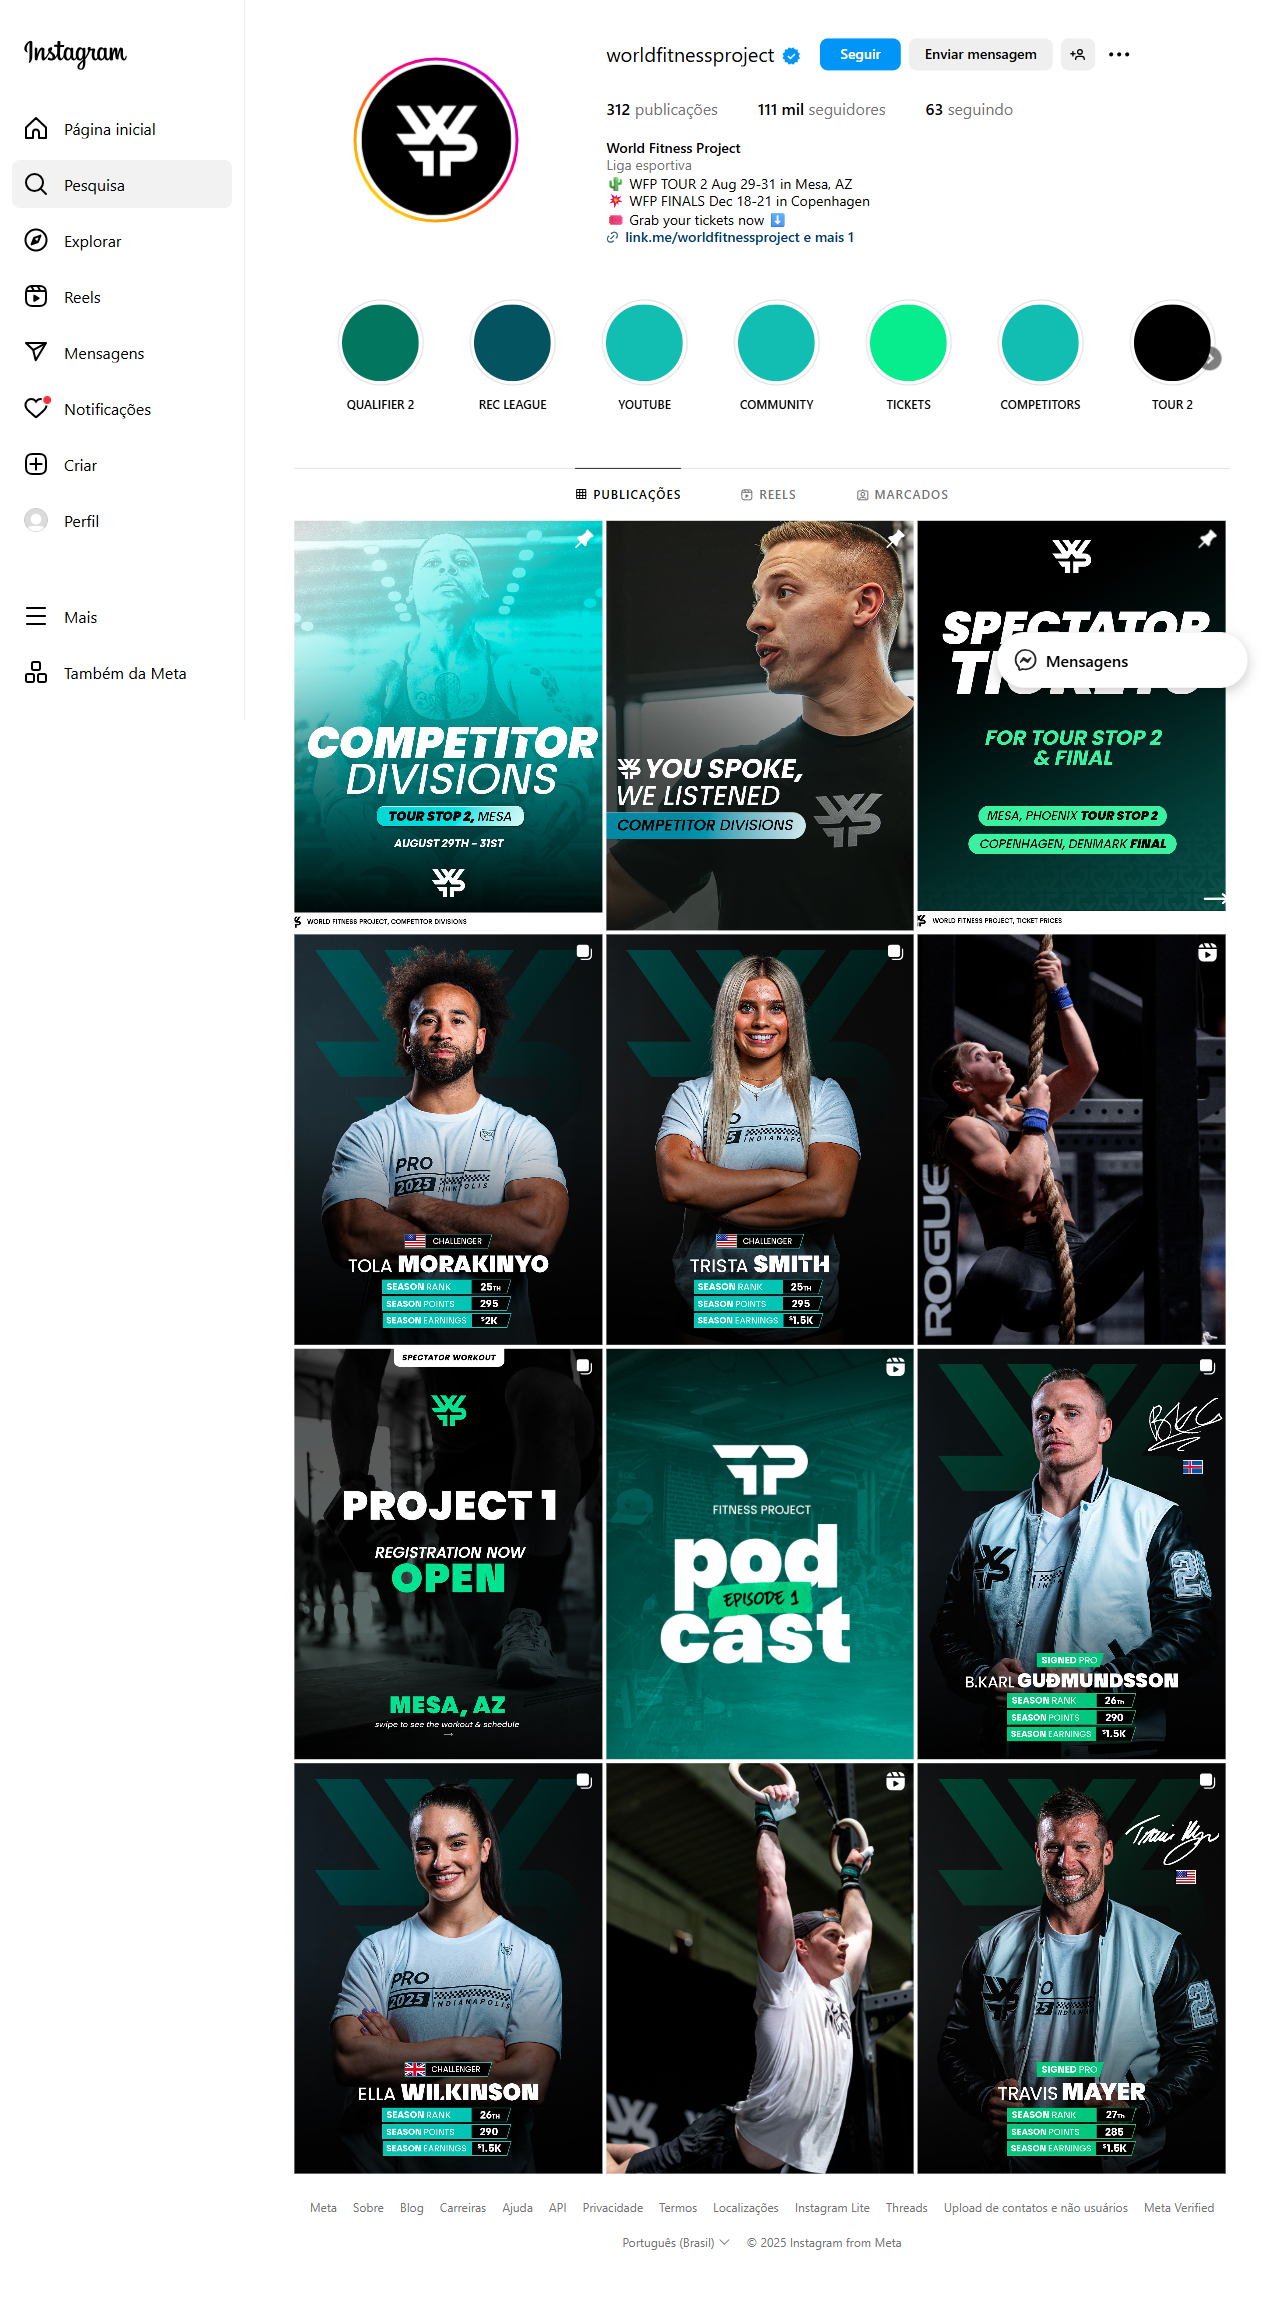 Instagram
Página inicial
Pesquisa
Explorar
Reels
Mensagens
Notificações
Criar
Perfil
Mais
Também da Meta
worldfitnessproject
Seguir
Enviar mensagem
312 publicações
111 mil seguidores
63 seguindo
World Fitness Project
Liga esportiva
🌵 WFP TOUR 2 Aug 29-31 in Mesa, AZ
💥 WFP FINALS Dec 18-21 in Copenhagen
🎟️ Grab your tickets now ⬇️
link.me/worldfitnessproject e mais 1
QUALIFIER 2
REC LEAGUE
YOUTUBE
COMMUNITY
TICKETS
COMPETITORS
TOUR 2
PUBLICAÇÕES
REELS
MARCADOS
COMPETITOR
DIVISIONS
TOUR STOP 2, MESA
AUGUST 29TH - 31ST
WORLD FITNESS PROJECT, COMPETITOR DIVISIONS
YOU SPOKE,
WE LISTENED
COMPETITOR DIVISIONS
SPECTATOR
Mensagens
FOR TOUR STOP 2
& FINAL
MESA, PHOENIX TOUR STOP 2
COPENHAGEN, DENMARK FINAL
WORLD FITNESS PROJECT, TICKET PRICES
PRO
2025
CHALLENGER
TOLA MORAKINYO
SEASON RANK 25TH
SEASON POINTS 295
SEASON EARNINGS $2K
CHALLENGER
TRISTA SMITH
SEASON RANK 25TH
SEASON POINTS 295
SEASON EARNINGS $1.5K
ROGUE
SPECTATOR WORKOUT
PROJECT 1
REGISTRATION NOW
OPEN
MESA, AZ
swipe to see the workout & schedule
→
FITNESS PROJECT
pod
EPISODE 1
cast
SIGNED PRO
B.KARL GUÐMUNDSSON
SEASON RANK 26TH
SEASON POINTS 290
SEASON EARNINGS $1.5K
PRO
2025 INDIANAPOLIS
CHALLENGER
ELLA WILKINSON
SEASON RANK 26TH
SEASON POINTS 290
SEASON EARNINGS $1.5K
SIGNED PRO
TRAVIS MAYER
SEASON RANK 27TH
SEASON POINTS 285
SEASON EARNINGS $1.5K
Meta
Sobre
Blog
Carreiras
Ajuda
API
Privacidade
Termos
Localizações
Instagram Lite
Threads
Upload de contatos e não usuários
Meta Verified
Português (Brasil)
© 2025 Instagram from Meta